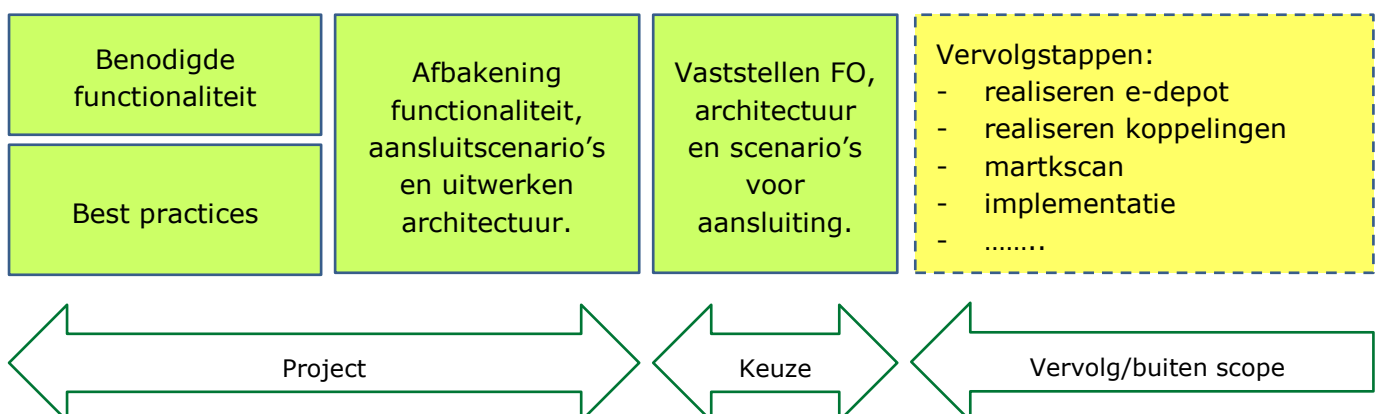 Benodigde
functionaliteit
Best practices
Afbakening
functionaliteit,
aansluitscenario’s
en uitwerken
architectuur.
Vaststellen FO,
architectuur
en scenario’s
voor
aansluiting.
Vervolgstappen:
- realiseren e-depot
- realiseren koppelingen
- martkscan
- implementatie
- ……..
Project
Keuze
Vervolg/buiten scope